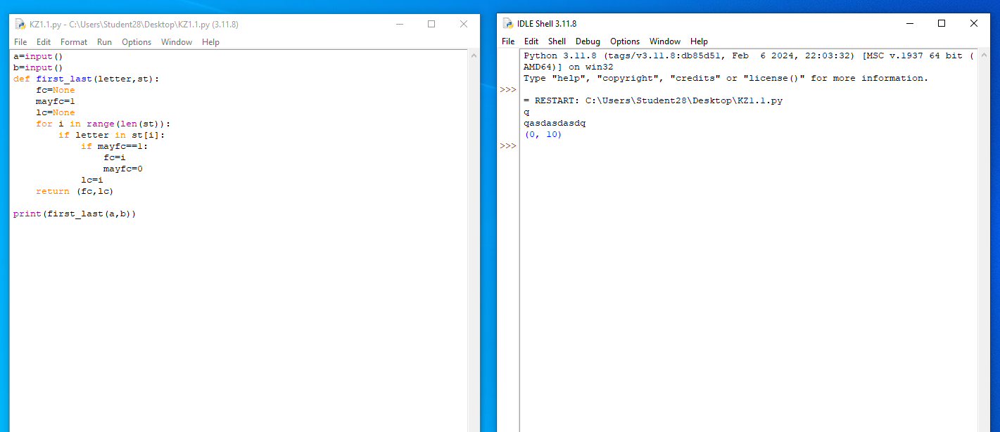 KZ1.1.py - C:\Users\Student28\Desktop\KZ1.1.py (3.11.8)
File Edit Format Run Options Window Help
a=input()
b=input()
def first_last(letter,st):
    fc=None
    mayfc=1
    lc=None
    for i in range(len(st)):
        if letter in st[i]:
            if mayfc==1:
                fc=i
                mayfc=0
            lc=i
    return (fc,lc)
print(first_last(a,b))
IDLE Shell 3.11.8
File Edit Shell Debug Options Window Help
Python 3.11.8 (tags/v3.11.8:db85d51, Feb  6 2024, 22:03:32) [MSC v.1937 64 bit (
AMD64)] on win32
Type "help", "copyright", "credits" or "license()" for more information.
>>>
= RESTART: C:\Users\Student28\Desktop\KZ1.1.py
q
qasdasdasdq
(0, 10)
>>>